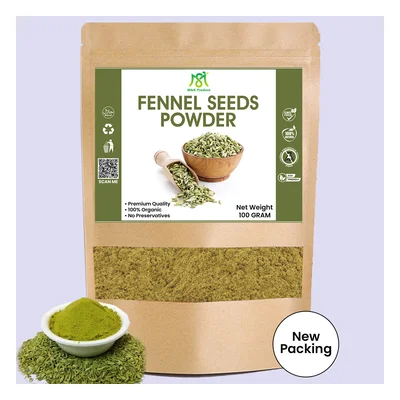 FENNEL SEEDS
POWDER
SCAN ME
• Premium Quality
• 100% Organic
• No Preservatives
Net Weight
100 GRAM
New
Packing